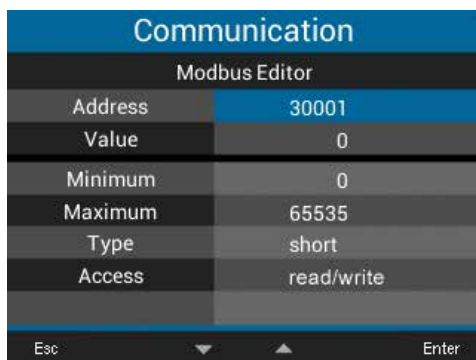 Communication
Modbus Editor
Address 30001
Value 0
Minimum 0
Maximum 65535
Type short
Access read/write
Esc Enter